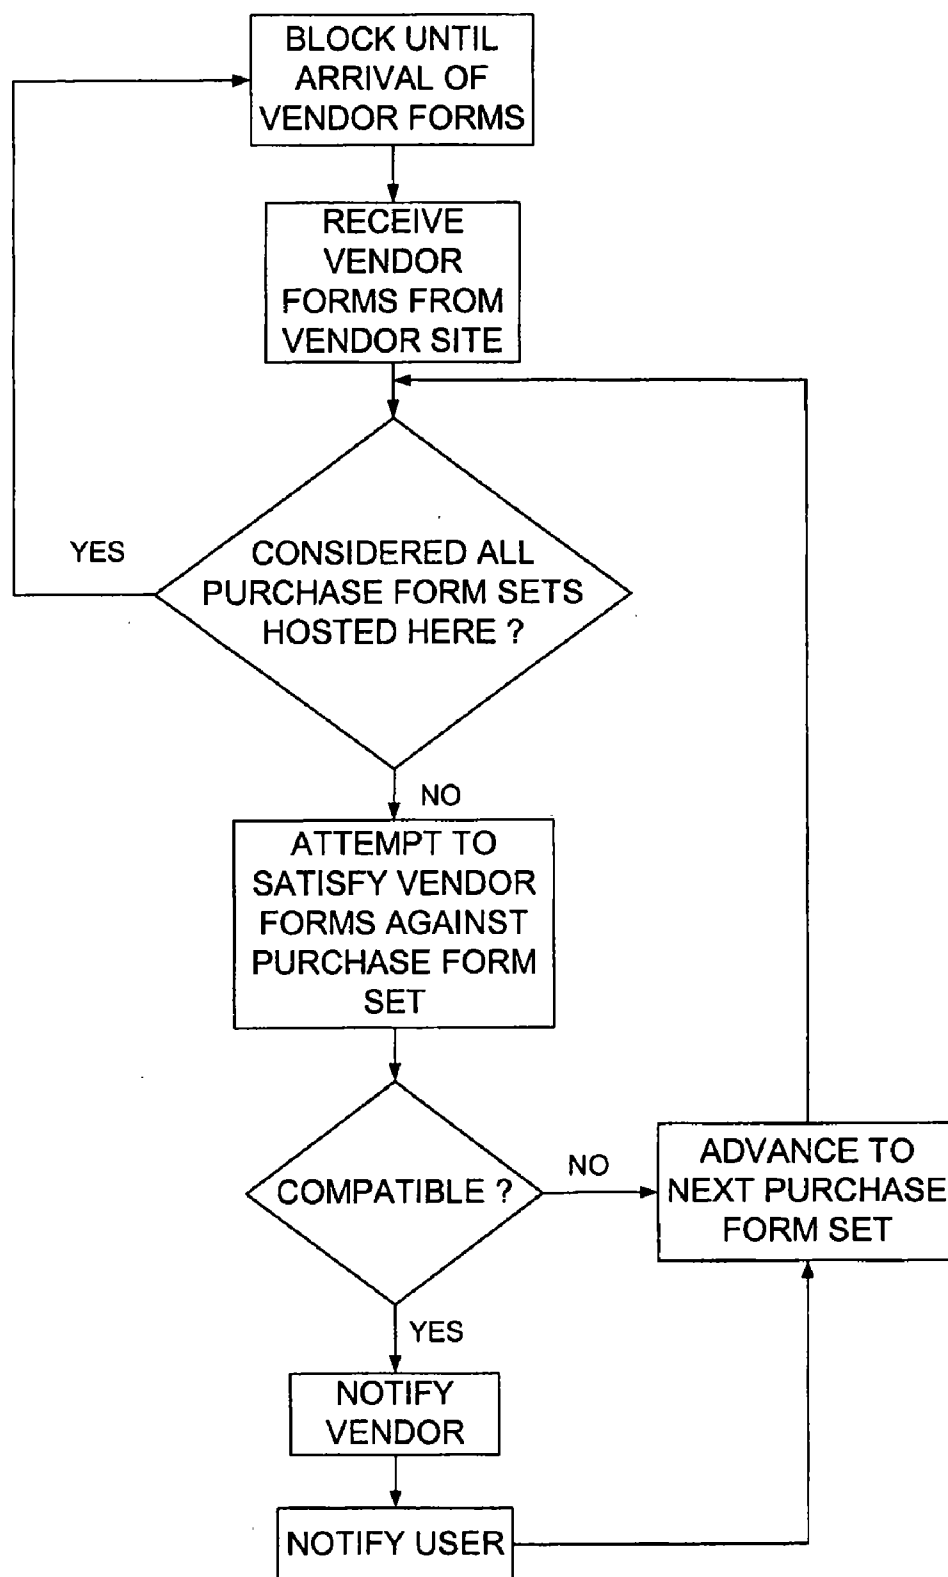 BLOCK UNTIL
ARRIVAL OF
VENDOR FORMS
RECEIVE
VENDOR
FORMS FROM
VENDOR SITE
YES
CONSIDERED ALL
PURCHASE FORM SETS
HOSTED HERE ?
NO
ATTEMPT TO
SATISFY VENDOR
FORMS AGAINST
PURCHASE FORM
SET
COMPATIBLE ?
NO
ADVANCE TO
NEXT PURCHASE
FORM SET
YES
NOTIFY
VENDOR
NOTIFY USER